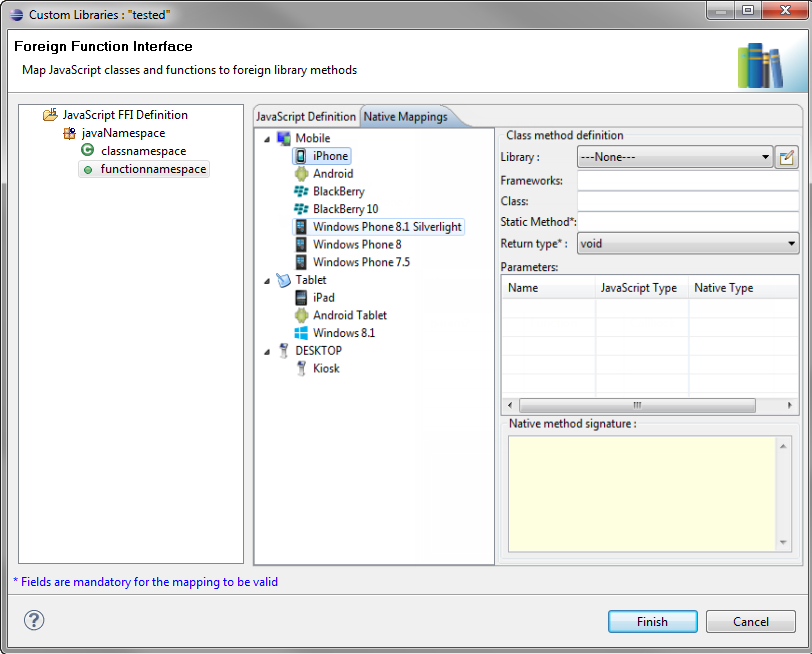 Custom Libraries : "tested"
Foreign Function Interface
Map JavaScript classes and functions to foreign library methods
JavaScript FFI Definition
javaNamespace
classnamespace
functionnamespace
JavaScript Definition
Native Mappings
Mobile
iPhone
Android
BlackBerry
BlackBerry 10
Windows Phone 8.1 Silverlight
Windows Phone 8
Windows Phone 7.5
Tablet
iPad
Android Tablet
Windows 8.1
DESKTOP
Kiosk
Class method definition
Library :
---None---
Frameworks:
Class:
Static Method*:
Return type* :
void
Parameters:
Name
JavaScript Type
Native Type
Native method signature :
* Fields are mandatory for the mapping to be valid
?
Finish
Cancel